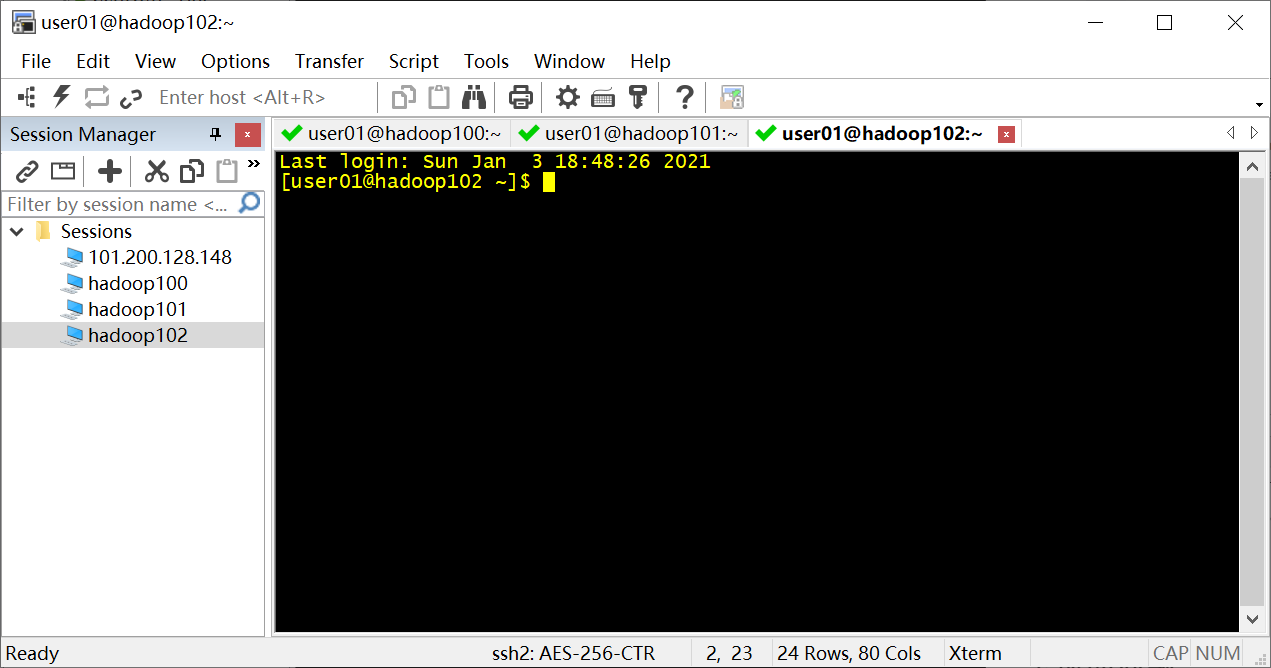 user01@hadoop102:~
File Edit View Options Transfer Script Tools Window Help
Enter host <Alt+R>
Session Manager
user01@hadoop100:~ user01@hadoop101:~ user01@hadoop102:~
Filter by session name <...
Sessions
101.200.128.148
hadoop100
hadoop101
hadoop102
Last login: Sun Jan  3 18:48:26 2021
[user01@hadoop102 ~]$
Ready ssh2: AES-256-CTR 2, 23 24 Rows, 80 Cols Xterm CAP NUM